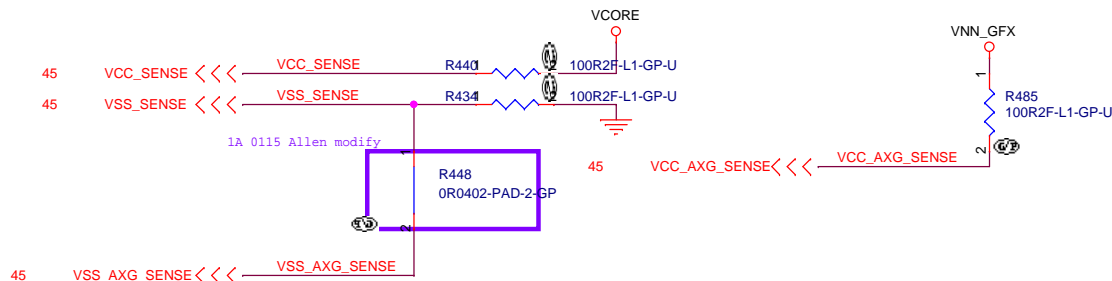 VCORE
VNN_GFX
45 VCC_SENSE VCC_SENSE R440 1 2 100R2F-L1-GP-U
45 VSS_SENSE VSS_SENSE R434 1 2 100R2F-L1-GP-U
1
R485
100R2F-L1-GP-U
2
1A 0115 Allen modify
1
R448
0R0402-PAD-2-GP
2
45 VCC_AXG_SENSE VCC_AXG_SENSE
45 VSS_AXG_SENSE VSS_AXG_SENSE